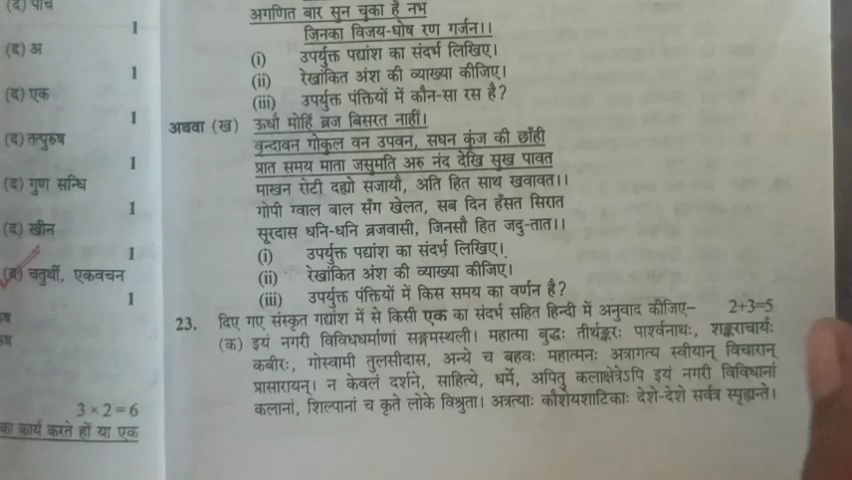 (द) पांच
1
(द) अ
1
(द) एक
1
(द) तत्पुरुष
1
(द) गुण सन्धि
1
(द) खीन
1
(द) चतुर्थी, एकवचन
1
3 × 2 = 6
का कार्य करते हों या एक
अगणित बार सुन चुका है नभ
जिनका विजय-घोष रण गर्जन।।
(i) उपर्युक्त पद्यांश का संदर्भ लिखिए।
(ii) रेखांकित अंश की व्याख्या कीजिए।
(iii) उपर्युक्त पंक्तियों में कौन-सा रस है?
अथवा (ख) ऊधौ मोहिं ब्रज बिसरत नाहीं।
वृन्दावन गोकुल वन उपवन, सघन कुंज की छाँही
प्रात समय माता जसुमति अरु नंद देखि सुख पावत
माखन रोटी दह्यो सजायौ, अति हित साथ खवावत।।
गोपी ग्वाल बाल सँग खेलत, सब दिन हँसत सिरात
सूरदास धनि-धनि ब्रजवासी, जिनसौ हित जदु-तात।।
(i) उपर्युक्त पद्यांश का संदर्भ लिखिए।
(ii) रेखांकित अंश की व्याख्या कीजिए।
(iii) उपर्युक्त पंक्तियों में किस समय का वर्णन है?
23. दिए गए संस्कृत गद्यांश में से किसी एक का संदर्भ सहित हिन्दी में अनुवाद कीजिए– 2+3=5
(क) इयं नगरी विविधधर्माणां सङ्गमस्थली। महात्मा बुद्धः तीर्थङ्करः पार्श्वनाथः, शङ्कराचार्यः
कबीरः, गोस्वामी तुलसीदास, अन्ये च बहवः महात्मनः अत्रागत्य स्वीयान् विचारान्
प्रासारायन्। न केवलं दर्शने, साहित्ये, धर्मे, अपितु कलाक्षेत्रेऽपि इयं नगरी विविधानां
कलानां, शिल्पानां च कृते लोके विश्रुता। अत्रत्याः कौशेयशाटिकाः देशे-देशे सर्वत्र स्पृह्यन्ते।